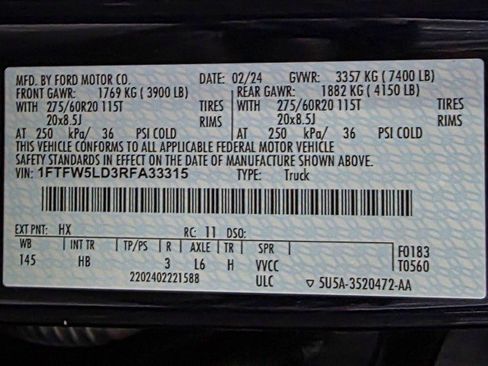 MFD. BY FORD MOTOR CO. DATE: 02/24 GVWR: 3357 KG ( 7400 LB)
FRONT GAWR: 1769 KG ( 3900 LB) REAR GAWR: 1882 KG ( 4150 LB)
WITH 275/60R20 115T TIRES WITH 275/60R20 115T TIRES
20x8.5J RIMS 20x8.5J RIMS
AT 250 kPa/ 36 PSI COLD AT 250 kPa/ 36 PSI COLD
THIS VEHICLE CONFORMS TO ALL APPLICABLE FEDERAL MOTOR VEHICLE
SAFETY STANDARDS IN EFFECT ON THE DATE OF MANUFACTURE SHOWN ABOVE.
VIN: 1FTFW5LD3RFA33315 TYPE: Truck
EXT PNT: HX RC: 11 DSO:
WB INT TR TP/PS R AXLE TR SPR F0183
145 HB 3 L6 H VVCC T0560
2202402221588 ULC ▽ 5U5A-3520472-AA